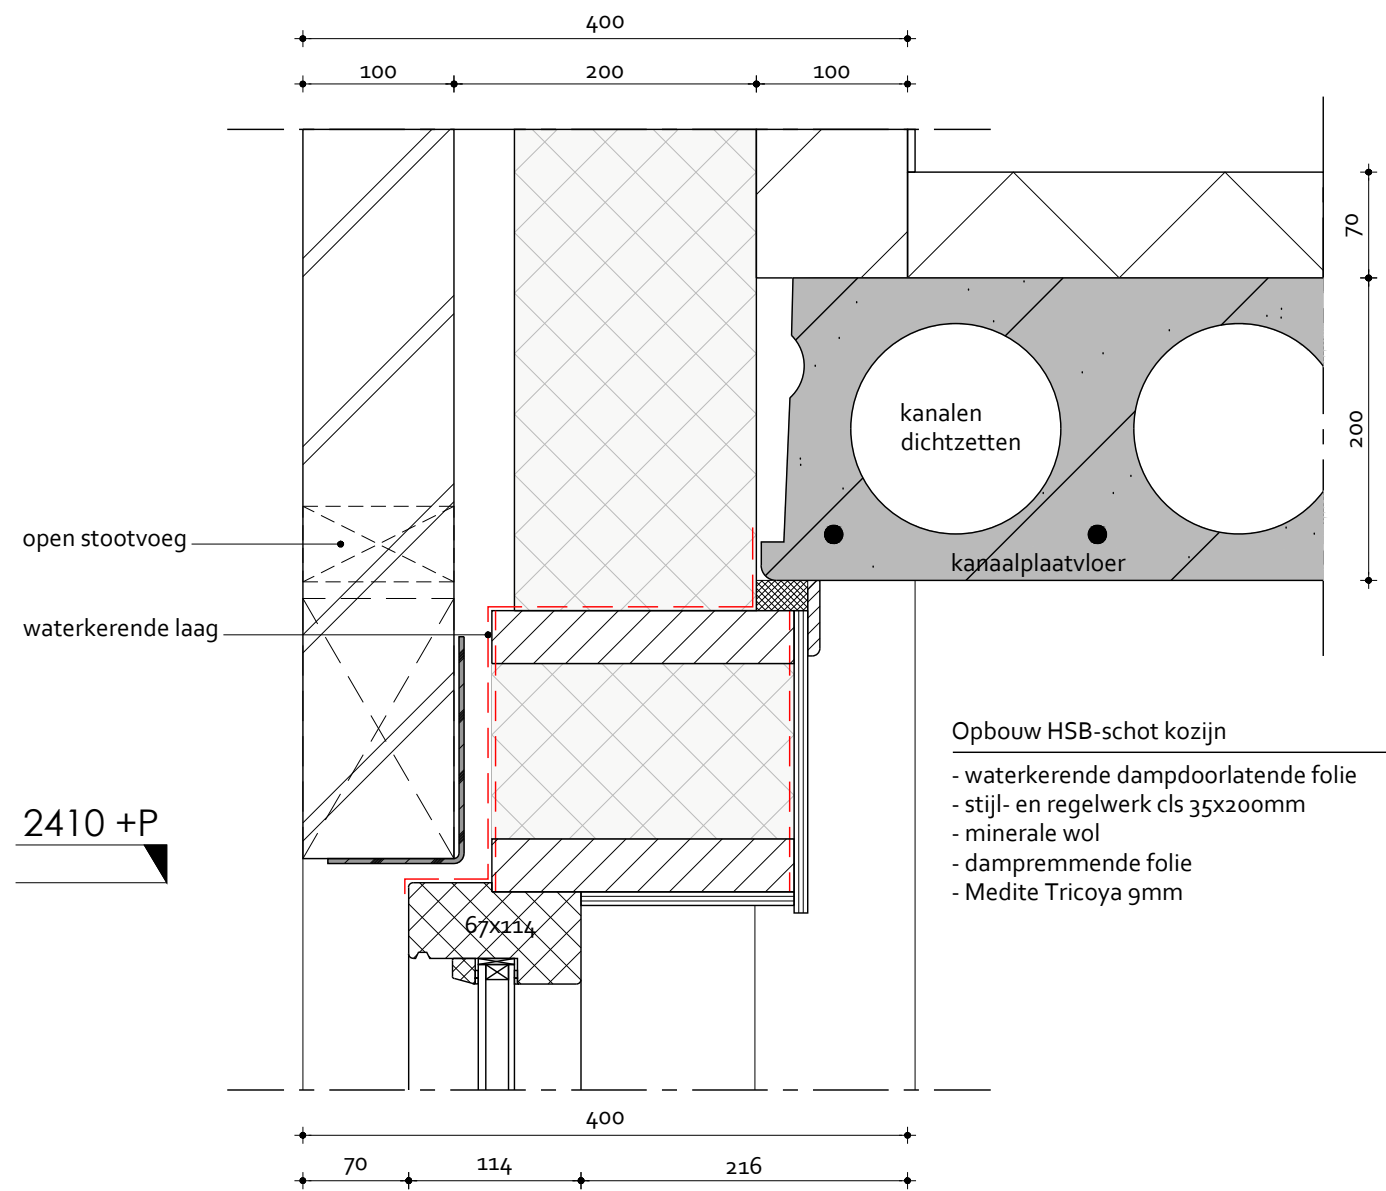 400
100
200
100
70
200
kanalen
dichtzetten
kanaalplaatvloer
open stootvoeg
waterkerende laag
2410 +P
Opbouw HSB-schot kozijn
- waterkerende dampdoorlatende folie
- stijl- en regelwerk cls 35x200mm
- minerale wol
- dampremmende folie
- Medite Tricoya 9mm
67x114
400
70
114
216